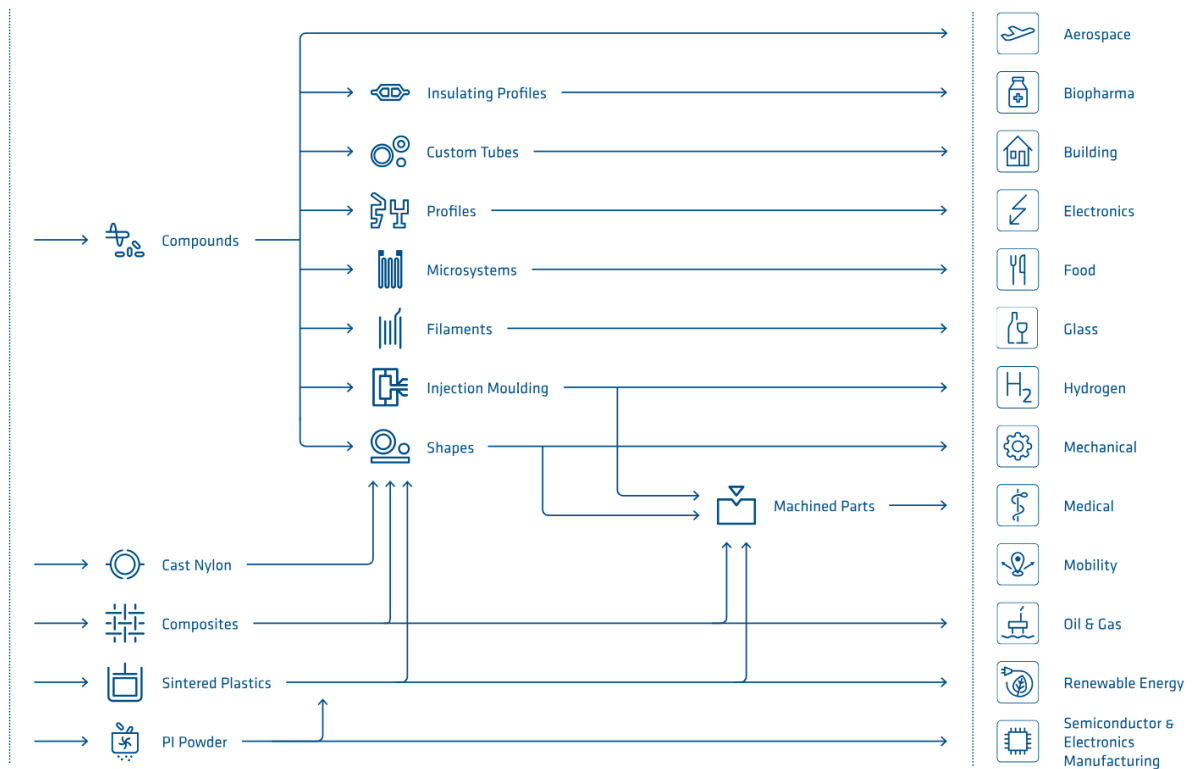 Aerospace
Insulating Profiles
Biopharma
Custom Tubes
Building
Profiles
Electronics
Compounds
Microsystems
Food
Filaments
Glass
Injection Moulding
H2
Hydrogen
Shapes
Mechanical
Machined Parts
Medical
Cast Nylon
Mobility
Composites
Oil & Gas
Sintered Plastics
Renewable Energy
PI Powder
Semiconductor &
Electronics
Manufacturing